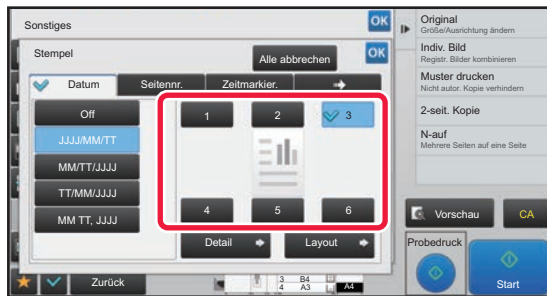 Sonstiges
OK
Stempel
Alle abbrechen
OK
Datum
Seitennr.
Zeitmarkier.
Off
JJJJ/MM/TT
MM/TT/JJJJ
TT/MM/JJJJ
MM TT, JJJJ
1
2
3
4
5
6
Detail
Layout
Zurück
3 B4
4 A3
A4
Original
Größe/Ausrichtung ändern
Indiv. Bild
Registr. Bilder kombinieren
Muster drucken
Nicht autor. Kopie verhindern
2-seit. Kopie
N-auf
Mehrere Seiten auf eine Seite
Vorschau
CA
Probedruck
Start